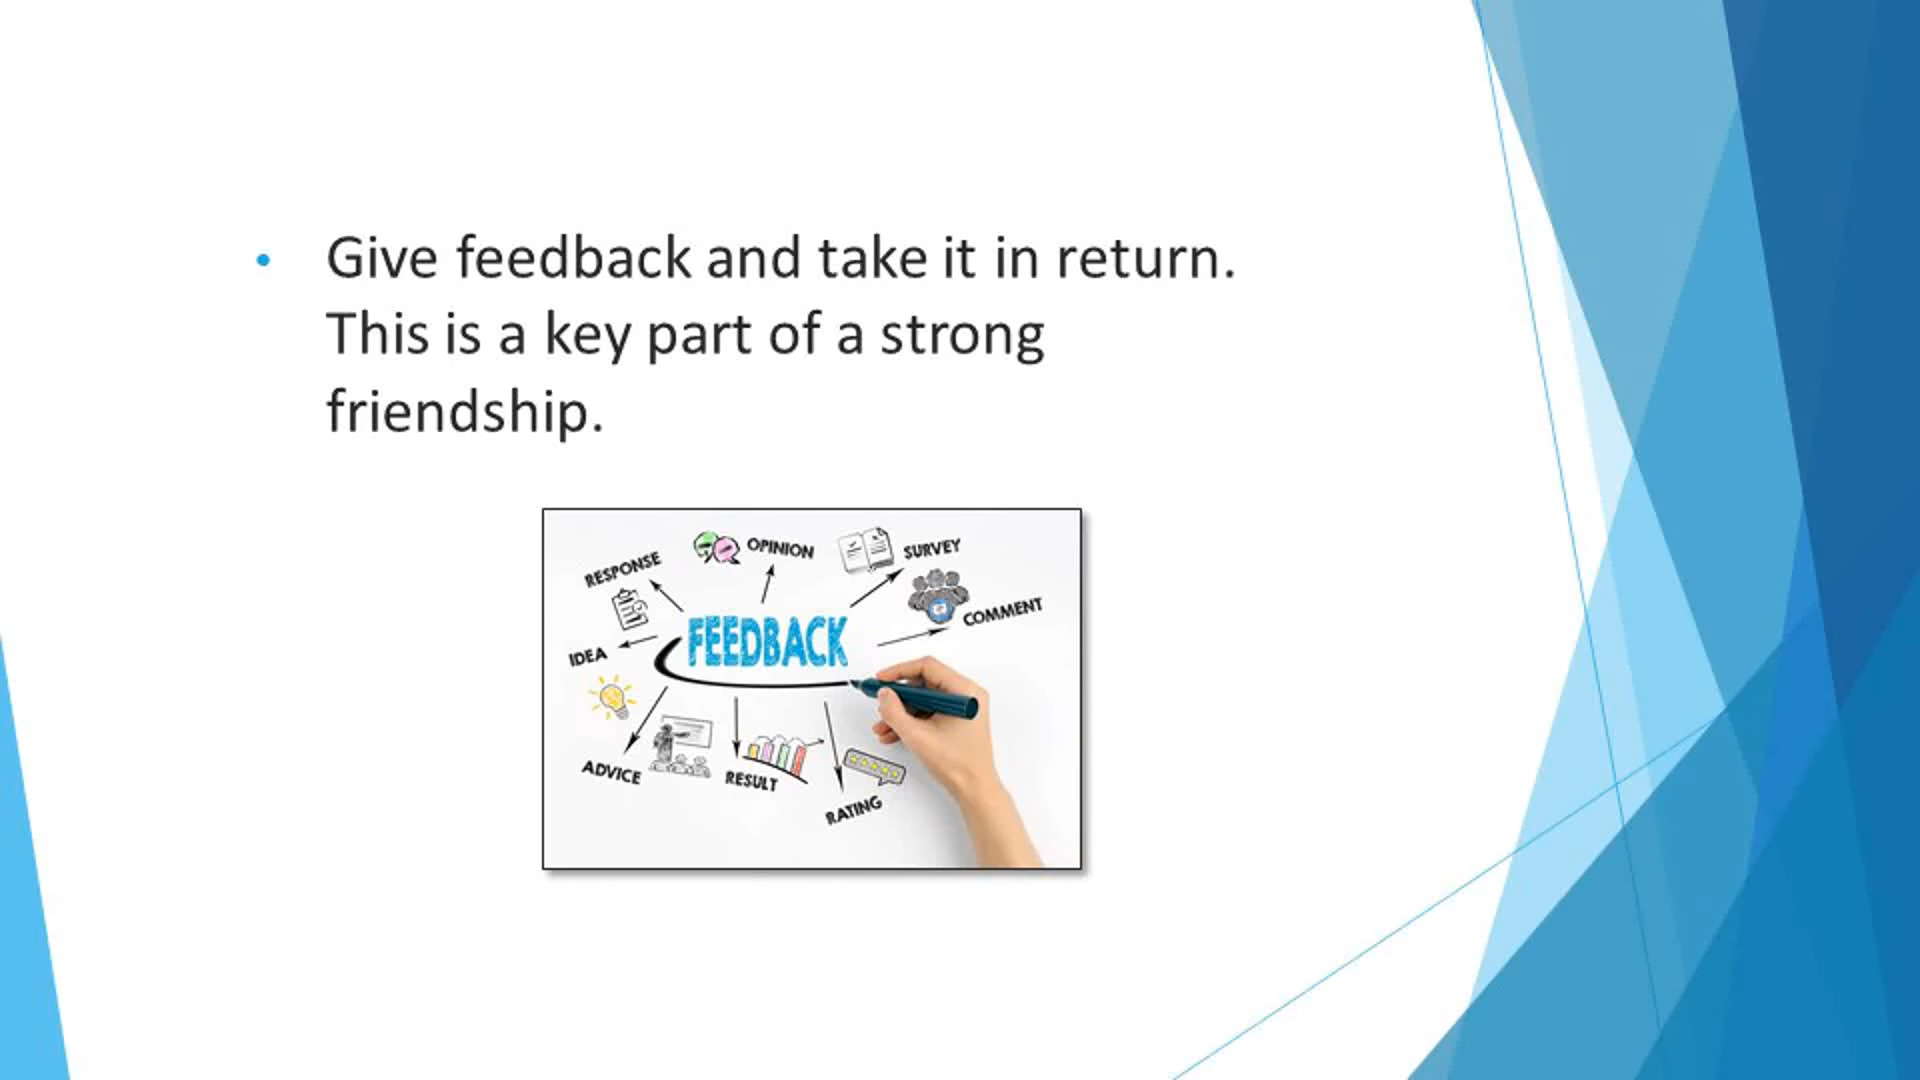 • Give feedback and take it in return.
This is a key part of a strong
friendship.
RESPONSE
OPINION
SURVEY
COMMENT
IDEA
FEEDBACK
ADVICE
RESULT
RATING